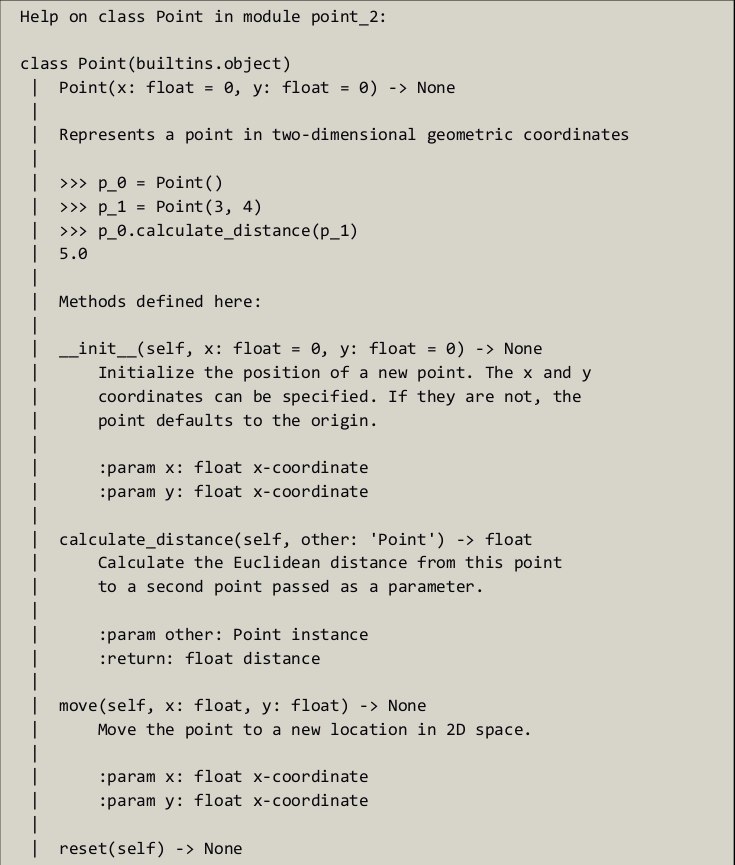 Help on class Point in module point_2:

class Point(builtins.object)
 |  Point(x: float = 0, y: float = 0) -> None
 |
 |  Represents a point in two-dimensional geometric coordinates
 |
 |  >>> p_0 = Point()
 |  >>> p_1 = Point(3, 4)
 |  >>> p_0.calculate_distance(p_1)
 |  5.0
 |
 |  Methods defined here:
 |
 |  __init__(self, x: float = 0, y: float = 0) -> None
 |      Initialize the position of a new point. The x and y
 |      coordinates can be specified. If they are not, the
 |      point defaults to the origin.
 |
 |      :param x: float x-coordinate
 |      :param y: float x-coordinate
 |
 |  calculate_distance(self, other: 'Point') -> float
 |      Calculate the Euclidean distance from this point
 |      to a second point passed as a parameter.
 |
 |      :param other: Point instance
 |      :return: float distance
 |
 |  move(self, x: float, y: float) -> None
 |      Move the point to a new location in 2D space.
 |
 |      :param x: float x-coordinate
 |      :param y: float x-coordinate
 |
 |  reset(self) -> None